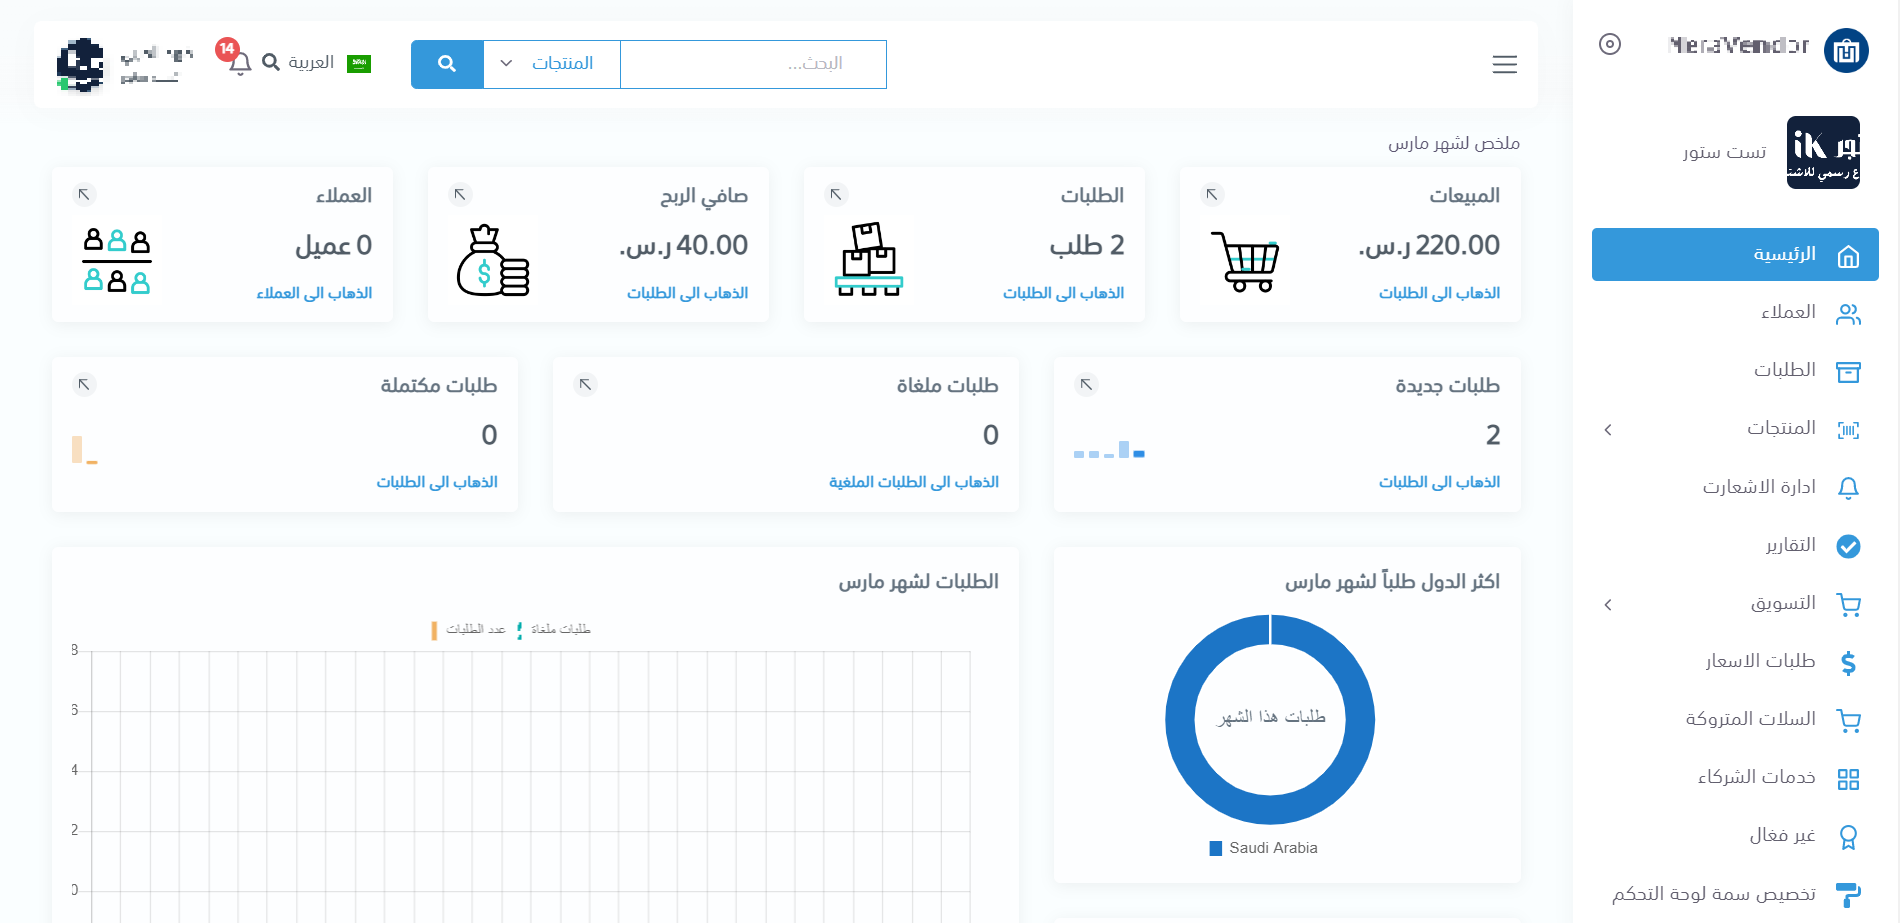 تست ستور
الرئيسية
العملاء
الطلبات
المنتجات
ادارة الاشعارت
التقارير
التسويق
طلبات الاسعار
السلات المتروكة
خدمات الشركاء
غير فعال
تخصيص سمة لوحة التحكم
البحث...
المنتجات
العربية
14
ملخص لشهر مارس
المبيعات
220.00 ر.س.
الذهاب الى الطلبات
الطلبات
2 طلب
الذهاب الى الطلبات
صافي الربح
40.00 ر.س.
الذهاب الى الطلبات
العملاء
0 عميل
الذهاب الى العملاء
طلبات جديدة
2
الذهاب الى الطلبات
طلبات ملغاة
0
الذهاب الى الطلبات الملغية
طلبات مكتملة
0
الذهاب الى الطلبات
اكثر الدول طلباً لشهر مارس
طلبات هذا الشهر
Saudi Arabia
الطلبات لشهر مارس
طلبات ملغاة
عدد الطلبات
8
6
4
2
0